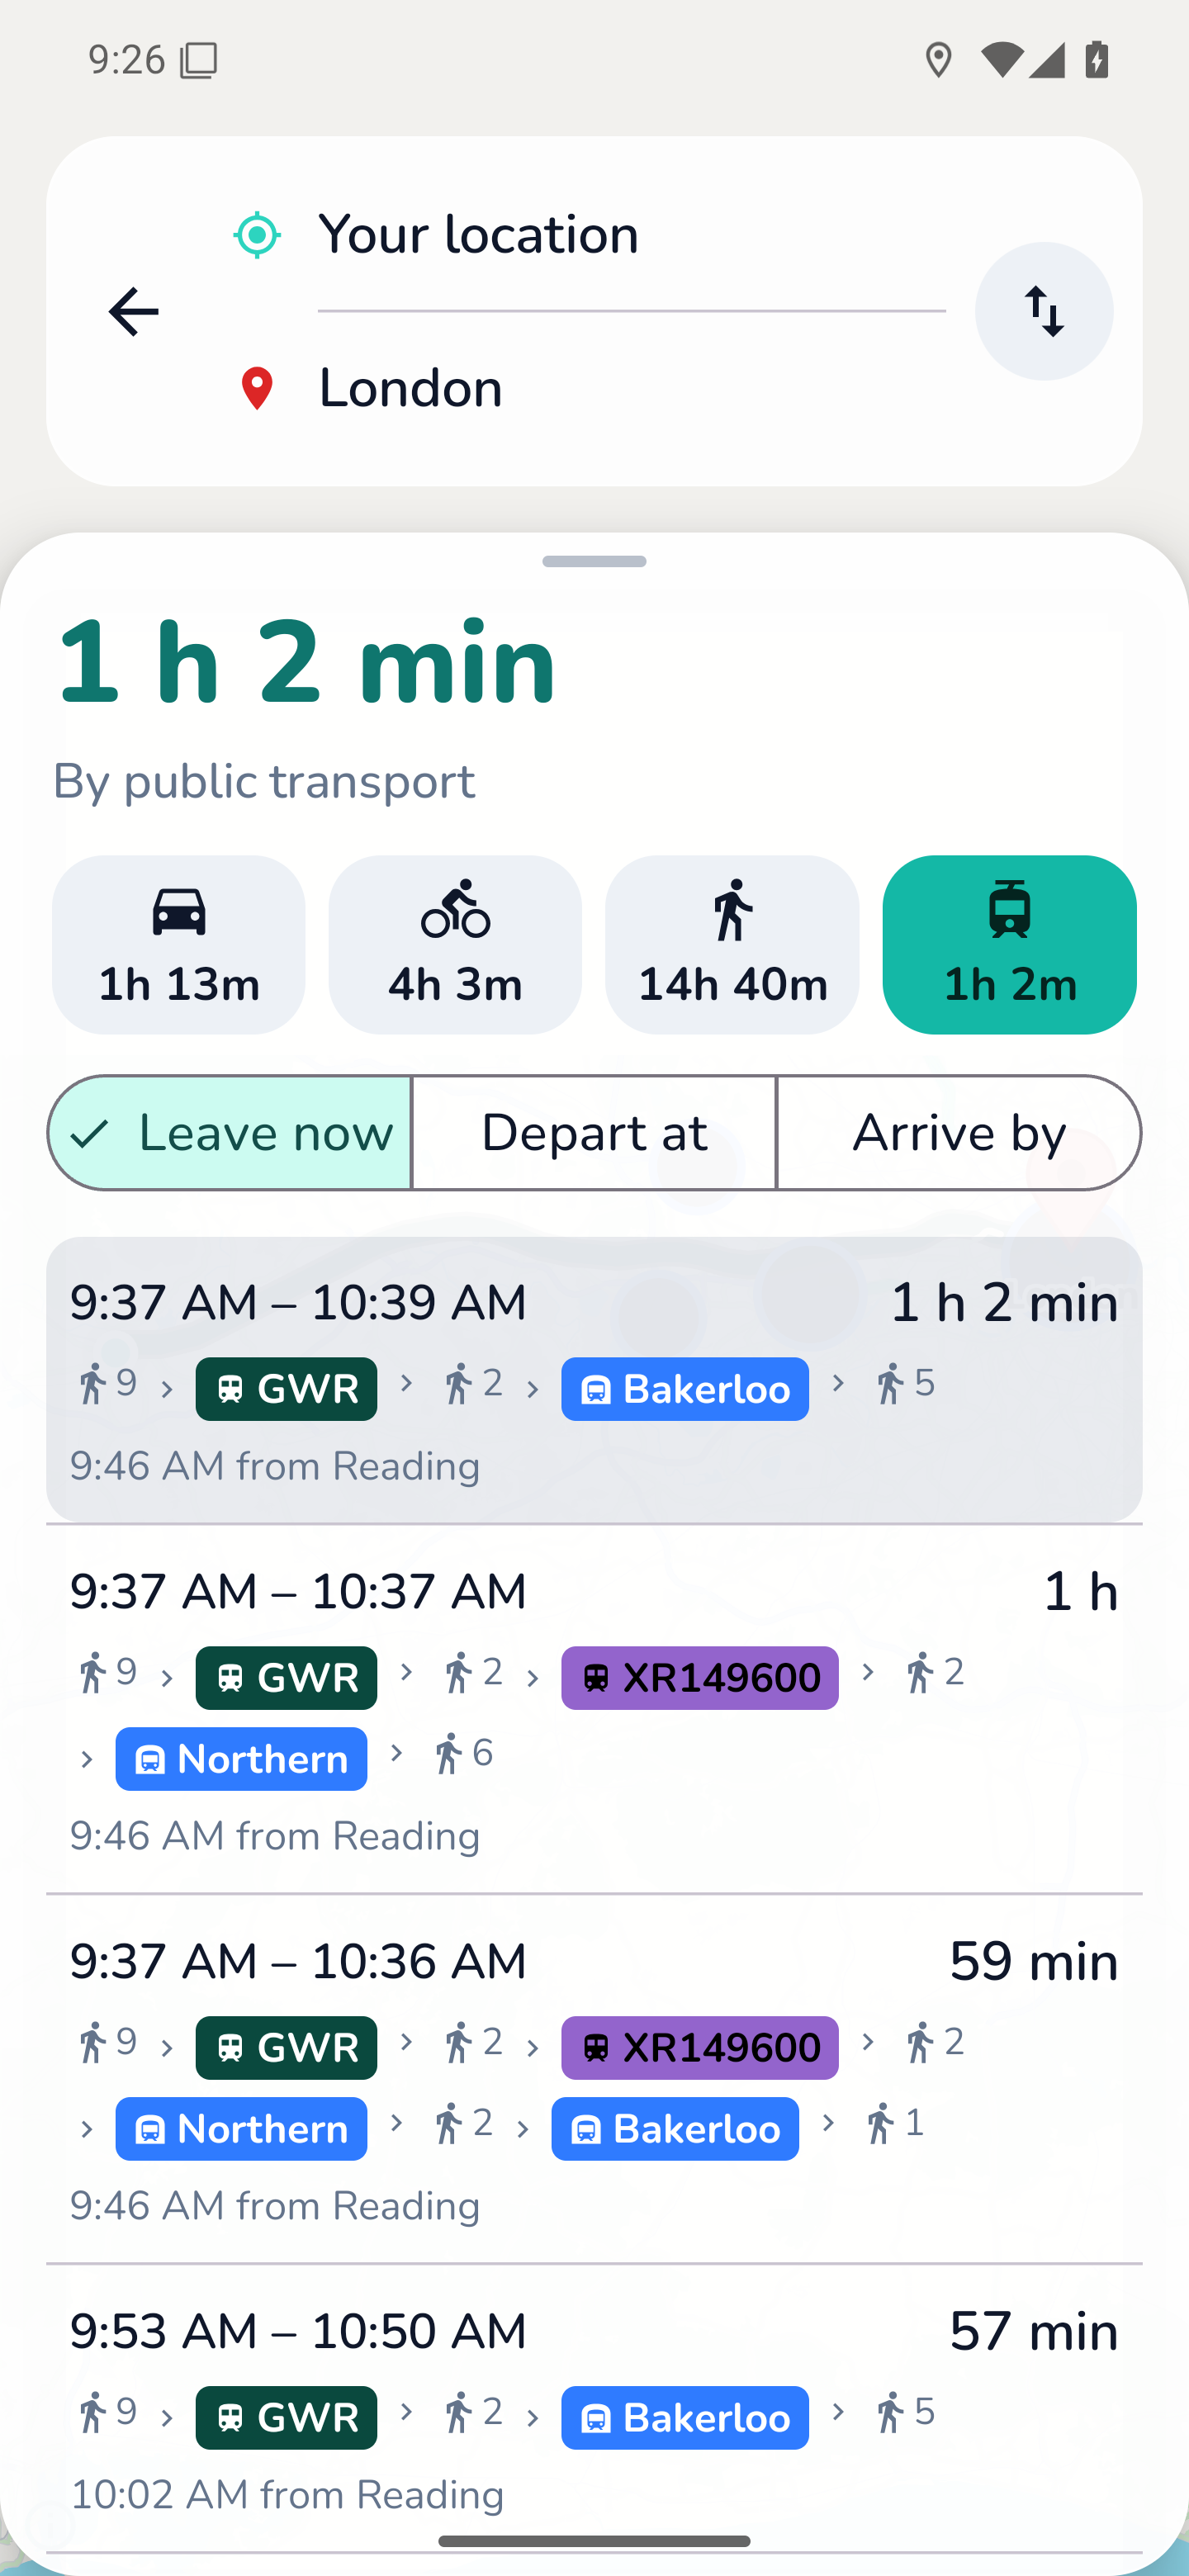 9:26
Your location
London
1 h 2 min
By public transport
1h 13m
4h 3m
14h 40m
1h 2m
Leave now
Depart at
Arrive by
9:37 AM – 10:39 AM 1 h 2 min
9 › GWR › 2 › Bakerloo › 5
9:46 AM from Reading
9:37 AM – 10:37 AM 1 h
9 › GWR › 2 › XR149600 › 2
› Northern › 6
9:46 AM from Reading
9:37 AM – 10:36 AM 59 min
9 › GWR › 2 › XR149600 › 2
› Northern › 2 › Bakerloo › 1
9:46 AM from Reading
9:53 AM – 10:50 AM 57 min
9 › GWR › 2 › Bakerloo › 5
10:02 AM from Reading